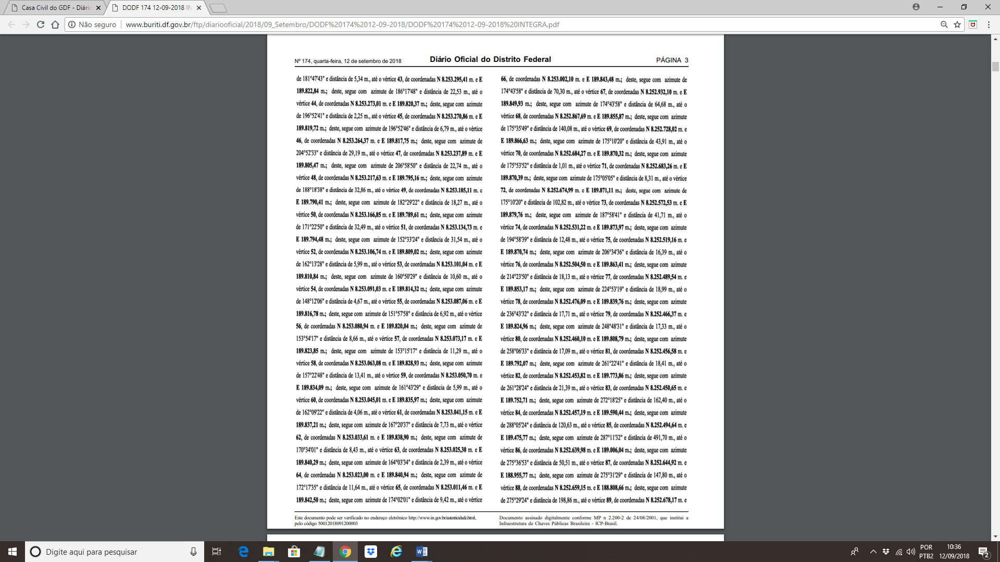 Casa Civil do GDF - Diári
DODF 174 12-09-2018 IN
Não seguro
www.buriti.df.gov.br/ftp/diariooficial/2018/09_Setembro/DODF%20174%2012-09-2018/DODF%20174%2012-09-2018%20INTEGRA.pdf
Nº 174, quarta-feira, 12 de setembro de 2018
Diário Oficial do Distrito Federal
PÁGINA 3
de 181°47'43" e distância de 5,34 m., até o vértice 43, de coordenadas N 8.253.295,41 m. e E
189.822,84 m.; deste, segue com azimute de 186°17'48" e distância de 22,53 m., até o
vértice 44, de coordenadas N 8.253.273,01 m. e E 189.820,37 m.; deste, segue com azimute
de 196°52'41" e distância de 2,25 m., até o vértice 45, de coordenadas N 8.253.270,86 m. e E
189.819,72 m.; deste, segue com azimute de 196°52'46" e distância de 6,79 m., até o vértice
46, de coordenadas N 8.253.264,37 m. e E 189.817,75 m.; deste, segue com azimute de
204°52'33" e distância de 29,19 m., até o vértice 47, de coordenadas N 8.253.237,89 m. e E
189.805,47 m.; deste, segue com azimute de 206°58'50" e distância de 22,74 m., até o
vértice 48, de coordenadas N 8.253.217,63 m. e E 189.795,16 m.; deste, segue com azimute
de 188°18'38" e distância de 32,86 m., até o vértice 49, de coordenadas N 8.253.185,11 m. e
E 189.790,41 m.; deste, segue com azimute de 182°29'22" e distância de 18,27 m., até o
vértice 50, de coordenadas N 8.253.166,85 m. e E 189.789,61 m.; deste, segue com azimute
de 171°22'50" e distância de 32,49 m., até o vértice 51, de coordenadas N 8.253.134,73 m. e
E 189.794,48 m.; deste, segue com azimute de 152°33'24" e distância de 31,54 m., até o
vértice 52, de coordenadas N 8.253.106,74 m. e E 189.809,02 m.; deste, segue com azimute
de 162°13'28" e distância de 5,99 m., até o vértice 53, de coordenadas N 8.253.101,04 m. e E
189.810,84 m.; deste, segue com azimute de 160°50'29" e distância de 10,60 m., até o
vértice 54, de coordenadas N 8.253.091,03 m. e E 189.814,32 m.; deste, segue com azimute
de 148°12'06" e distância de 4,67 m., até o vértice 55, de coordenadas N 8.253.087,06 m. e E
189.816,78 m.; deste, segue com azimute de 151°57'58" e distância de 6,92 m., até o vértice
56, de coordenadas N 8.253.080,94 m. e E 189.820,04 m.; deste, segue com azimute de
153°54'17" e distância de 8,66 m., até o vértice 57, de coordenadas N 8.253.073,17 m. e E
189.823,85 m.; deste, segue com azimute de 153°15'17" e distância de 11,29 m., até o
vértice 58, de coordenadas N 8.253.063,08 m. e E 189.828,93 m.; deste, segue com azimute
de 157°22'48" e distância de 13,41 m., até o vértice 59, de coordenadas N 8.253.050,70 m. e
E 189.834,09 m.; deste, segue com azimute de 161°43'29" e distância de 5,99 m., até o
vértice 60, de coordenadas N 8.253.045,01 m. e E 189.835,97 m.; deste, segue com azimute
de 162°09'22" e distância de 4,06 m., até o vértice 61, de coordenadas N 8.253.041,15 m. e E
189.837,21 m.; deste, segue com azimute de 167°20'37" e distância de 7,73 m., até o vértice
62, de coordenadas N 8.253.033,61 m. e E 189.838,90 m.; deste, segue com azimute de
170°34'01" e distância de 8,43 m., até o vértice 63, de coordenadas N 8.253.025,30 m. e E
189.840,29 m.; deste, segue com azimute de 164°03'34" e distância de 2,39 m., até o vértice
64, de coordenadas N 8.253.023,00 m. e E 189.840,94 m.; deste, segue com azimute de
172°17'35" e distância de 11,64 m., até o vértice 65, de coordenadas N 8.253.011,46 m. e E
189.842,50 m.; deste, segue com azimute de 174°02'01" e distância de 9,42 m., até o vértice
66, de coordenadas N 8.253.002,10 m. e E 189.843,48 m.; deste, segue com azimute de
174°43'58" e distância de 70,30 m., até o vértice 67, de coordenadas N 8.252.932,10 m. e E
189.849,93 m.; deste, segue com azimute de 174°43'58" e distância de 64,68 m., até o
vértice 68, de coordenadas N 8.252.867,69 m. e E 189.855,87 m.; deste, segue com azimute
de 175°35'49" e distância de 140,08 m., até o vértice 69, de coordenadas N 8.252.728,02 m. e
E 189.866,63 m.; deste, segue com azimute de 175°10'20" e distância de 43,91 m., até o
vértice 70, de coordenadas N 8.252.684,27 m. e E 189.870,32 m.; deste, segue com azimute
de 175°53'52" e distância de 1,01 m., até o vértice 71, de coordenadas N 8.252.683,26 m. e E
189.870,39 m.; deste, segue com azimute de 175°05'05" e distância de 8,31 m., até o vértice
72, de coordenadas N 8.252.674,99 m. e E 189.871,11 m.; deste, segue com azimute de
175°10'20" e distância de 102,82 m., até o vértice 73, de coordenadas N 8.252.572,53 m. e E
189.879,76 m.; deste, segue com azimute de 187°58'41" e distância de 41,71 m., até o
vértice 74, de coordenadas N 8.252.531,22 m. e E 189.873,97 m.; deste, segue com azimute
de 194°58'39" e distância de 12,48 m., até o vértice 75, de coordenadas N 8.252.519,16 m. e
E 189.870,74 m.; deste, segue com azimute de 206°34'36" e distância de 16,39 m., até o
vértice 76, de coordenadas N 8.252.504,50 m. e E 189.863,41 m.; deste, segue com azimute
de 214°23'50" e distância de 18,13 m., até o vértice 77, de coordenadas N 8.252.489,54 m. e
E 189.853,17 m.; deste, segue com azimute de 224°53'19" e distância de 18,99 m., até o
vértice 78, de coordenadas N 8.252.476,09 m. e E 189.839,76 m.; deste, segue com azimute
de 236°43'32" e distância de 17,71 m., até o vértice 79, de coordenadas N 8.252.466,37 m. e
E 189.824,96 m.; deste, segue com azimute de 248°48'31" e distância de 17,33 m., até o
vértice 80, de coordenadas N 8.252.460,10 m. e E 189.808,79 m.; deste, segue com azimute
de 258°06'33" e distância de 17,09 m., até o vértice 81, de coordenadas N 8.252.456,58 m. e
E 189.792,07 m.; deste, segue com azimute de 261°22'41" e distância de 18,41 m., até o
vértice 82, de coordenadas N 8.252.453,82 m. e E 189.773,86 m.; deste, segue com azimute
de 261°28'24" e distância de 21,39 m., até o vértice 83, de coordenadas N 8.252.450,65 m. e
E 189.752,71 m.; deste, segue com azimute de 272°18'25" e distância de 162,40 m., até o
vértice 84, de coordenadas N 8.252.457,19 m. e E 189.590,44 m.; deste, segue com azimute
de 288°05'24" e distância de 120,63 m., até o vértice 85, de coordenadas N 8.252.494,64 m. e
E 189.475,77 m.; deste, segue com azimute de 287°11'32" e distância de 491,70 m., até o
vértice 86, de coordenadas N 8.252.639,98 m. e E 189.006,04 m.; deste, segue com azimute
de 275°36'53" e distância de 50,51 m., até o vértice 87, de coordenadas N 8.252.644,92 m. e
E 188.955,77 m.; deste, segue com azimute de 275°31'29" e distância de 147,80 m., até o
vértice 88, de coordenadas N 8.252.659,15 m. e E 188.808,66 m.; deste, segue com azimute
de 275°29'24" e distância de 198,86 m., até o vértice 89, de coordenadas N 8.252.678,17 m. e
Este documento pode ser verificado no endereço eletrônico http://www.in.gov.br/autenticidade.html,
pelo código 50012018091200003
Documento assinado digitalmente conforme MP n 2.200-2 de 24/08/2001, que institui a
Infraestrutura de Chaves Públicas Brasileira - ICP-Brasil.
Digite aqui para pesquisar
POR
PTB2
10:36
12/09/2018
2